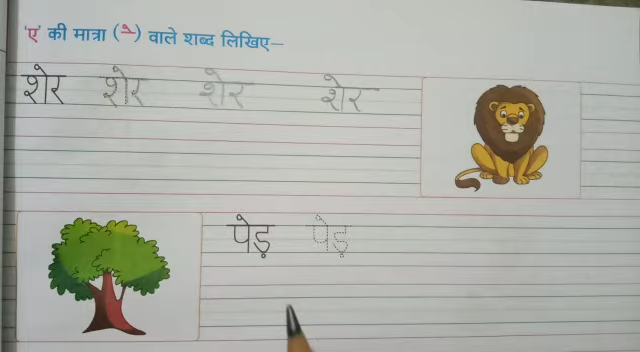 'ए' की मात्रा (े) वाले शब्द लिखिए–
शेर शेर शेर शेर
पेड़ पेड़